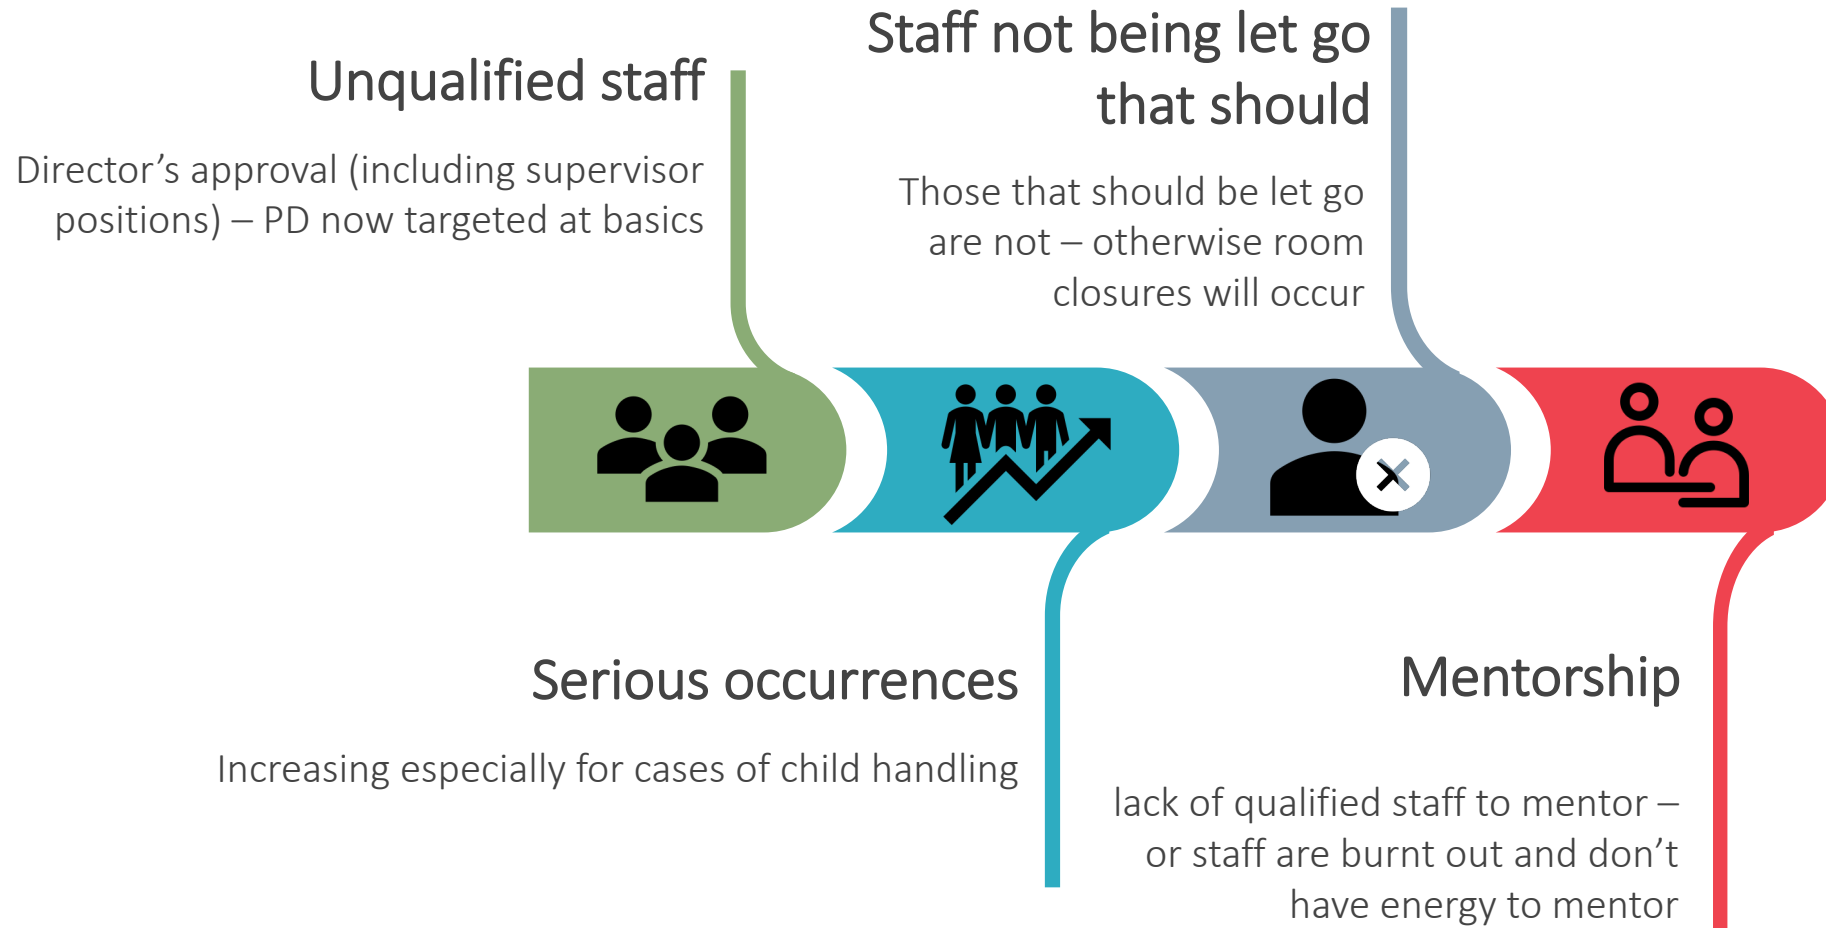 Unqualified staff
Director’s approval (including supervisor
positions) – PD now targeted at basics
Serious occurrences
Increasing especially for cases of child handling
Staff not being let go
that should
Those that should be let go
are not – otherwise room
closures will occur
Mentorship
lack of qualified staff to mentor –
or staff are burnt out and don’t
have energy to mentor